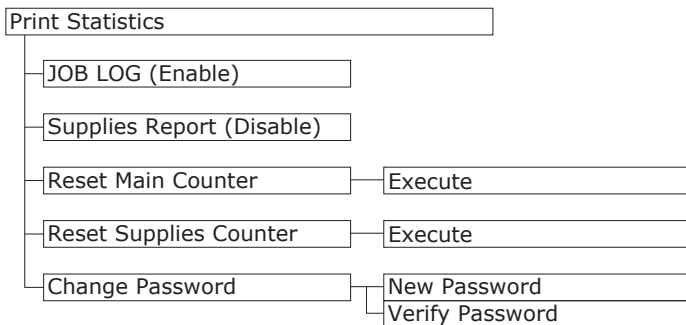 Print Statistics
JOB LOG (Enable)
Supplies Report (Disable)
Reset Main Counter
Execute
Reset Supplies Counter
Execute
Change Password
New Password
Verify Password